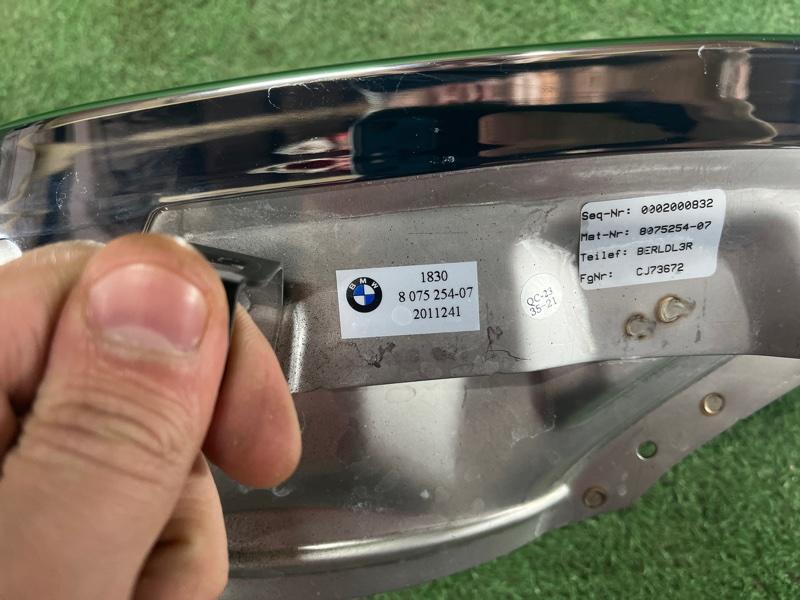 BMW
1830
8 075 254-07
2011241
QC-23
35-21
Seq-Nr: 0002000832
Mat-Nr: 8075254-07
Teilef: BERLDL3R
FgNr: CJ73672